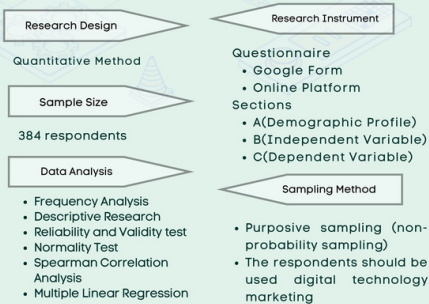 Research Design
Quantitative Method
Sample Size
384 respondents
Data Analysis
• Frequency Analysis
• Descriptive Research
• Reliability and Validity test
• Normality Test
• Spearman Correlation
Analysis
• Multiple Linear Regression
Research Instrument
Questionnaire
• Google Form
• Online Platform
Sections
• A(Demographic Profile)
• B(Independent Variable)
• C(Dependent Variable)
Sampling Method
• Purposive sampling (non-
probability sampling)
• The respondents should be
used digital technology
marketing